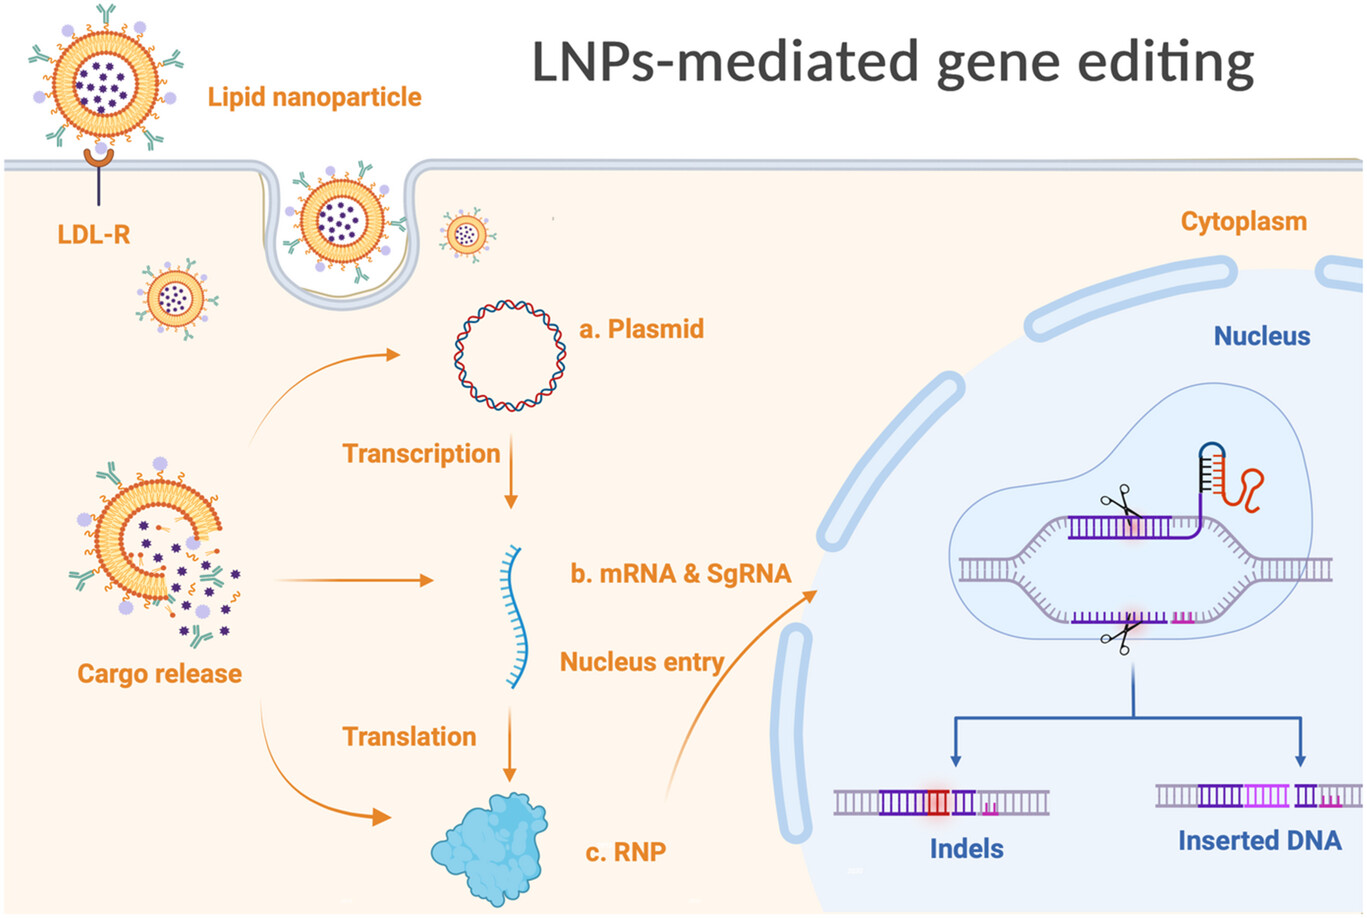 LNPs-mediated gene editing
Lipid nanoparticle
LDL-R
Cytoplasm
Nucleus
a. Plasmid
Transcription
b. mRNA & SgRNA
Nucleus entry
Cargo release
Translation
c. RNP
Indels
Inserted DNA